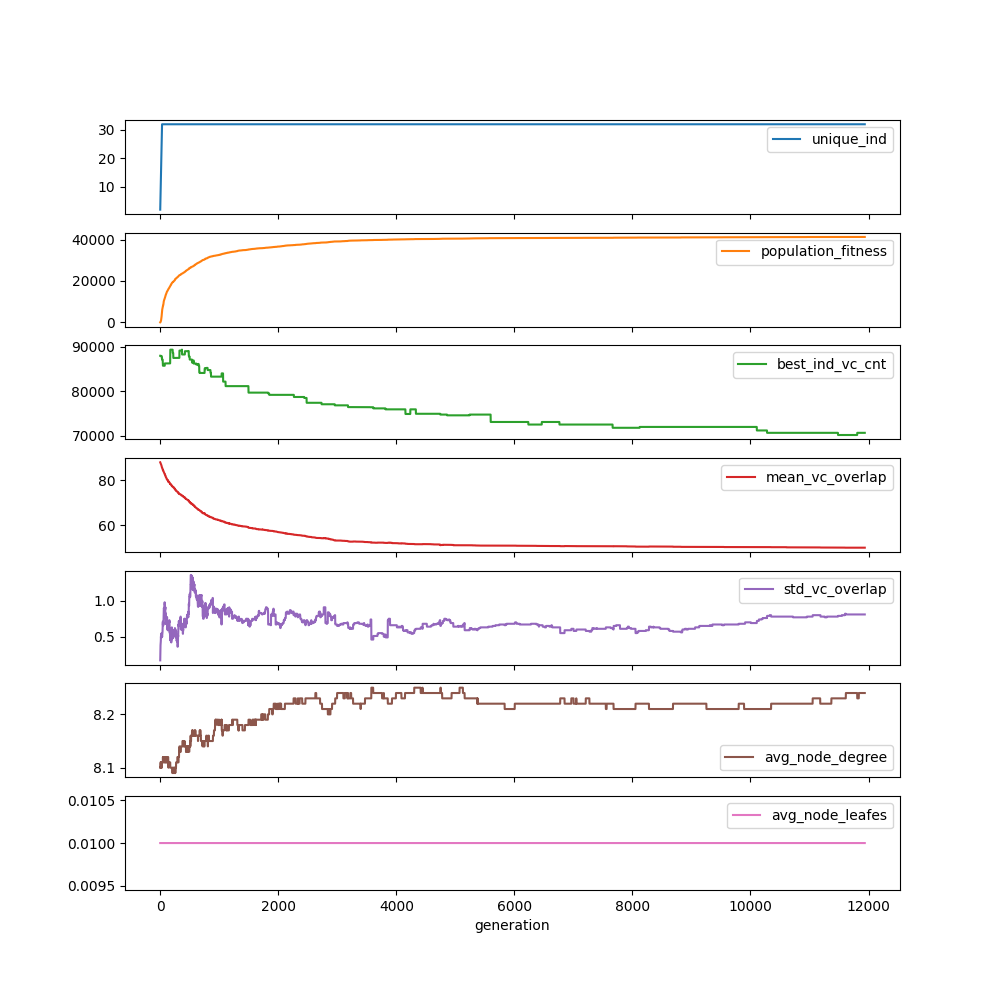 30
20
10
unique_ind
40000
20000
0
population_fitness
90000
80000
70000
best_ind_vc_cnt
80
60
mean_vc_overlap
1.0
0.5
std_vc_overlap
8.2
8.1
avg_node_degree
0.0105
0.0100
0.0095
avg_node_leafes
0 2000 4000 6000 8000 10000 12000
generation